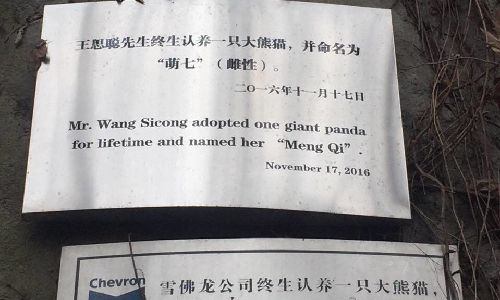 王思聪先生终生认养一只大熊猫，并命名为
“萌七”（雌性）。
二〇一六年十一月十七日
Mr. Wang Sicong adopted one giant panda
for lifetime and named her “Meng Qi”.
November 17, 2016
Chevron
雪佛龙公司终生认养一只大熊猫，